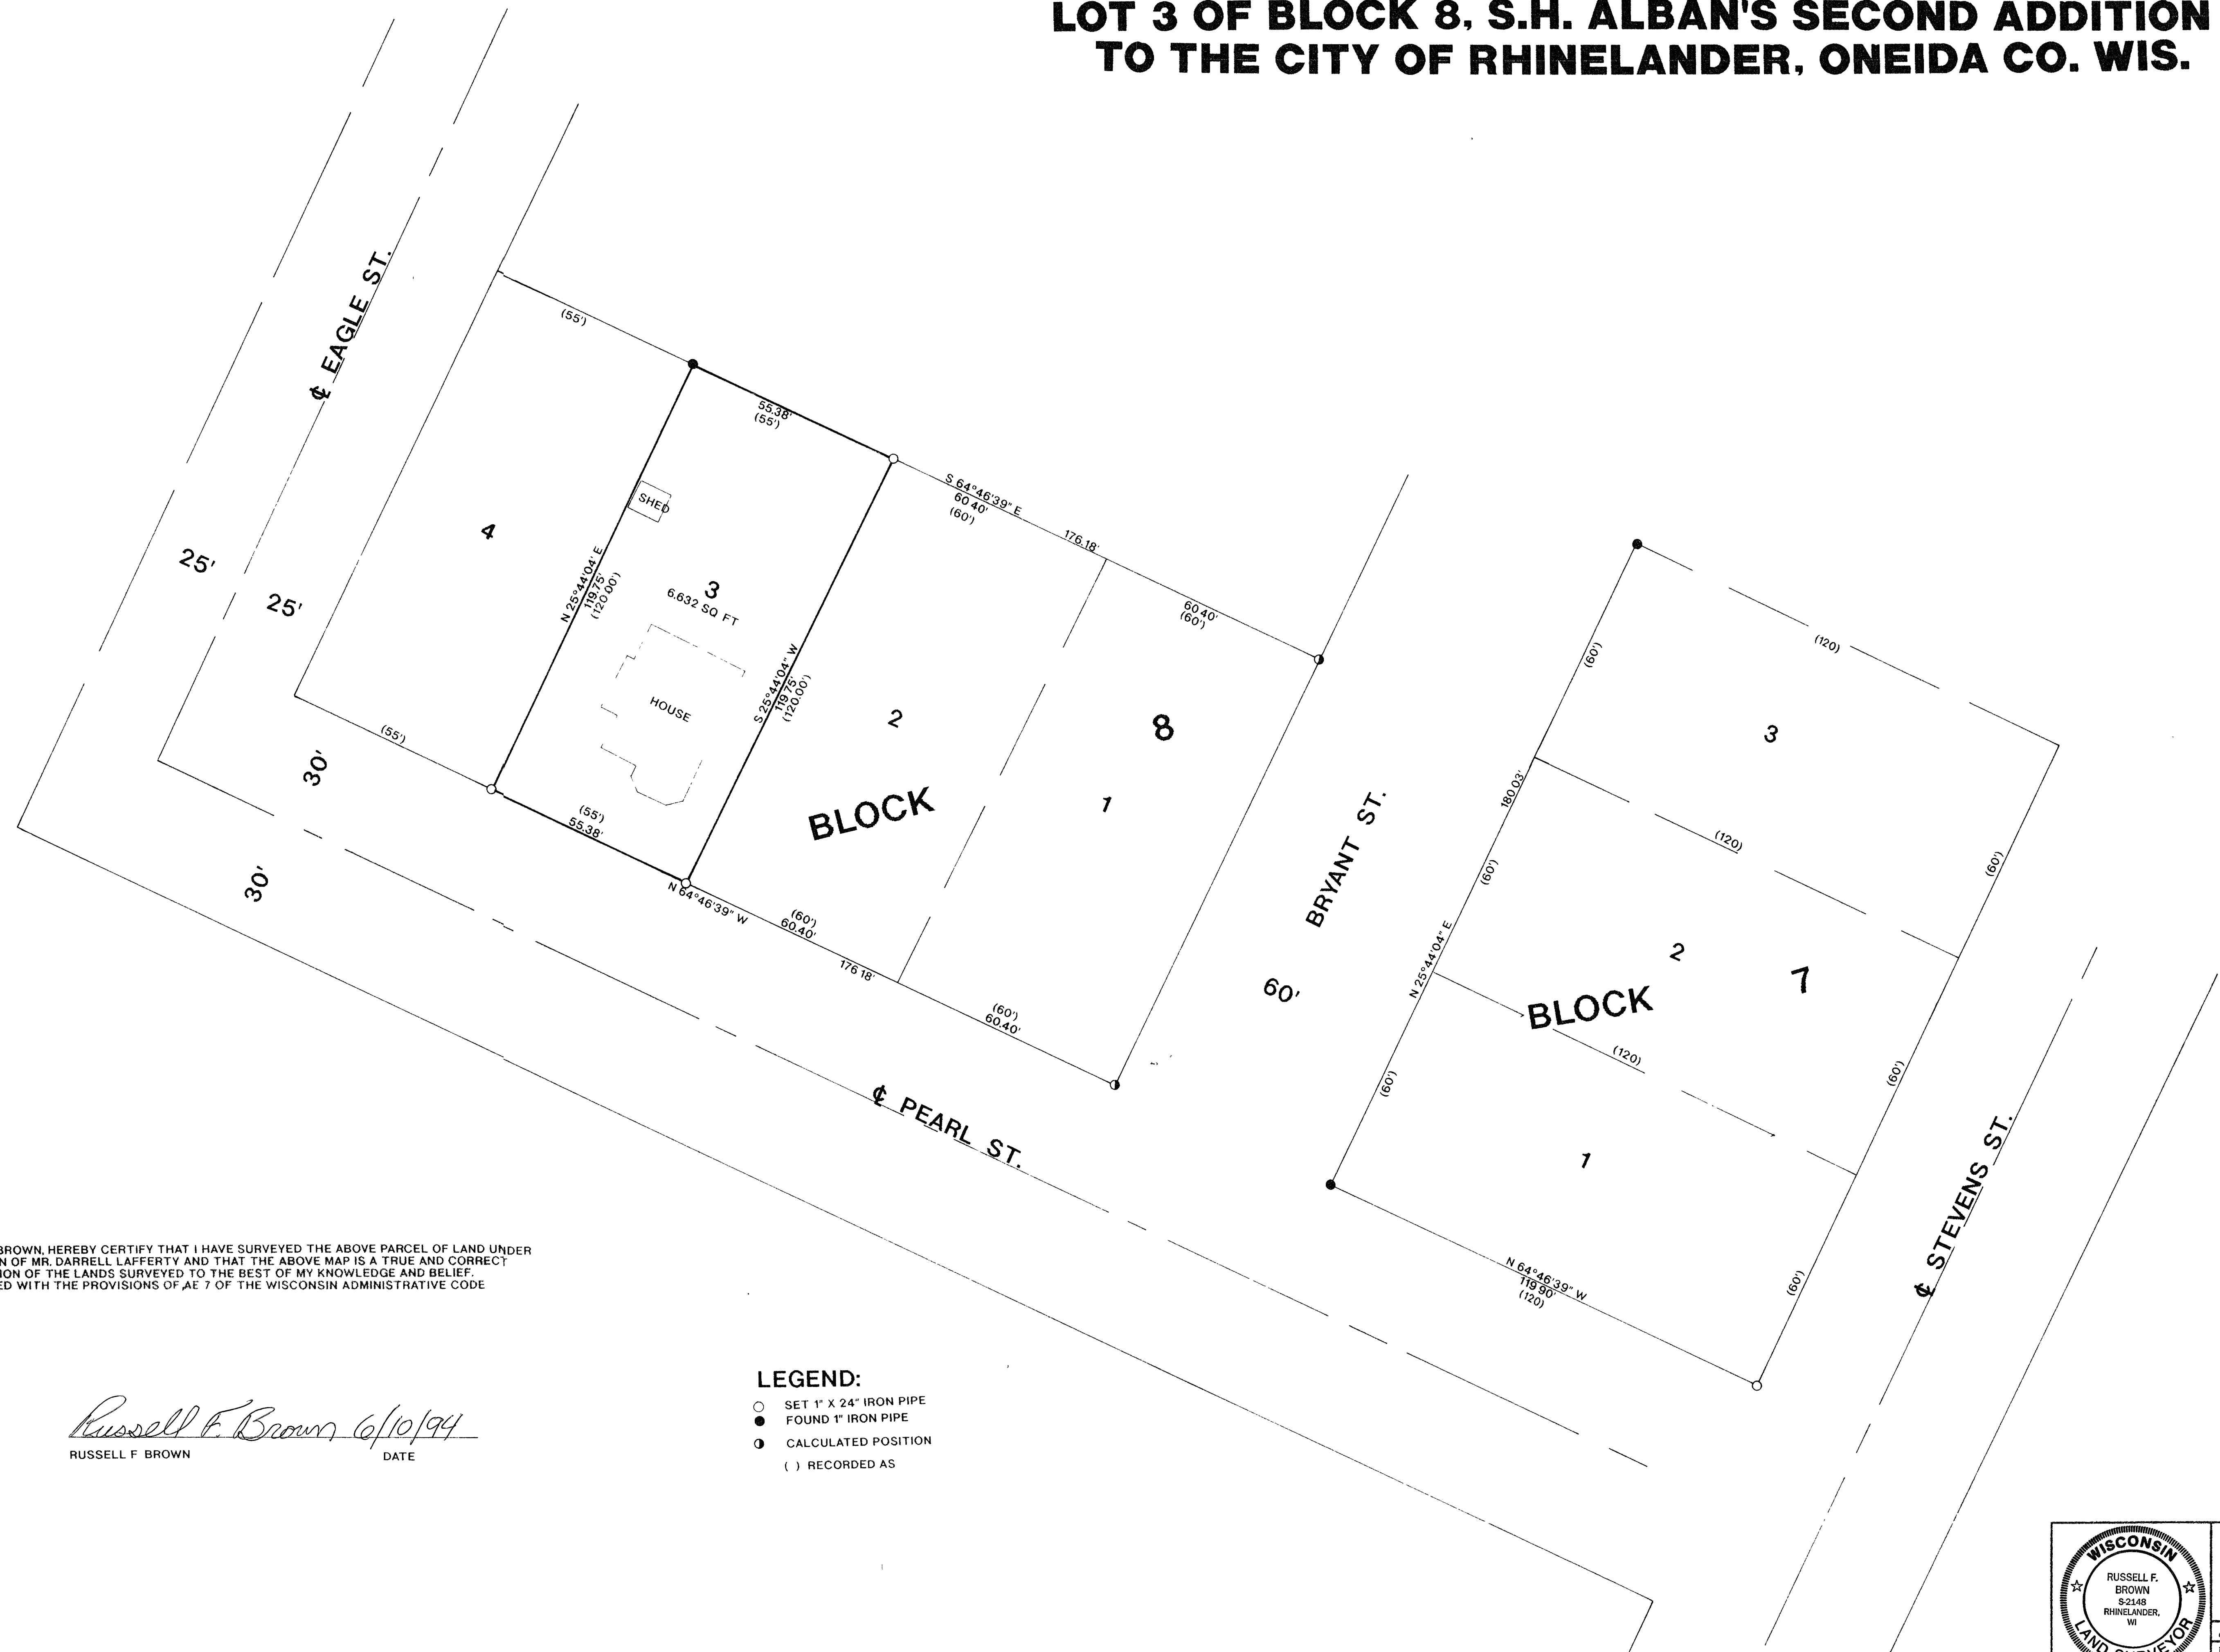 LOT 3 OF BLOCK 8, S.H. ALBAN'S SECOND ADDITION
TO THE CITY OF RHINELANDER, ONEIDA CO. WIS.
℄ EAGLE ST.
(55')
55.38'
(55')
S 64°46'39" E
60 40'
(60')
176.18'
60 40'
(60')
SHED
4
N 25°44'04' E
119.75'
(120 00')
3
6.632 SQ FT
HOUSE
S 25°44'04" W
119 75'
(120.00')
2
8
BLOCK
1
25'
25'
30'
30'
(55')
(55')
55.38'
N 64°46'39" W
(60')
60.40'
176 18'
(60')
60.40'
℄ PEARL ST.
BRYANT ST.
60'
(60')
(120)
3
180 03'
(120)
(60')
(60')
N 25°44'04" E
2
7
BLOCK
(120)
(60')
(60')
1
N 64°46'39" W
119 90'
(120)
(60')
℄ STEVENS ST.
BROWN, HEREBY CERTIFY THAT I HAVE SURVEYED THE ABOVE PARCEL OF LAND UNDER
N OF MR. DARRELL LAFFERTY AND THAT THE ABOVE MAP IS A TRUE AND CORRECT
ION OF THE LANDS SURVEYED TO THE BEST OF MY KNOWLEDGE AND BELIEF.
ED WITH THE PROVISIONS OF AE 7 OF THE WISCONSIN ADMINISTRATIVE CODE
Russell F. Brown 6/10/94
RUSSELL F BROWN DATE
LEGEND:
SET 1" X 24" IRON PIPE
FOUND 1" IRON PIPE
CALCULATED POSITION
( ) RECORDED AS
WISCONSIN
RUSSELL F.
BROWN
S-2148
RHINELANDER,
WI
LAND SURVEYOR